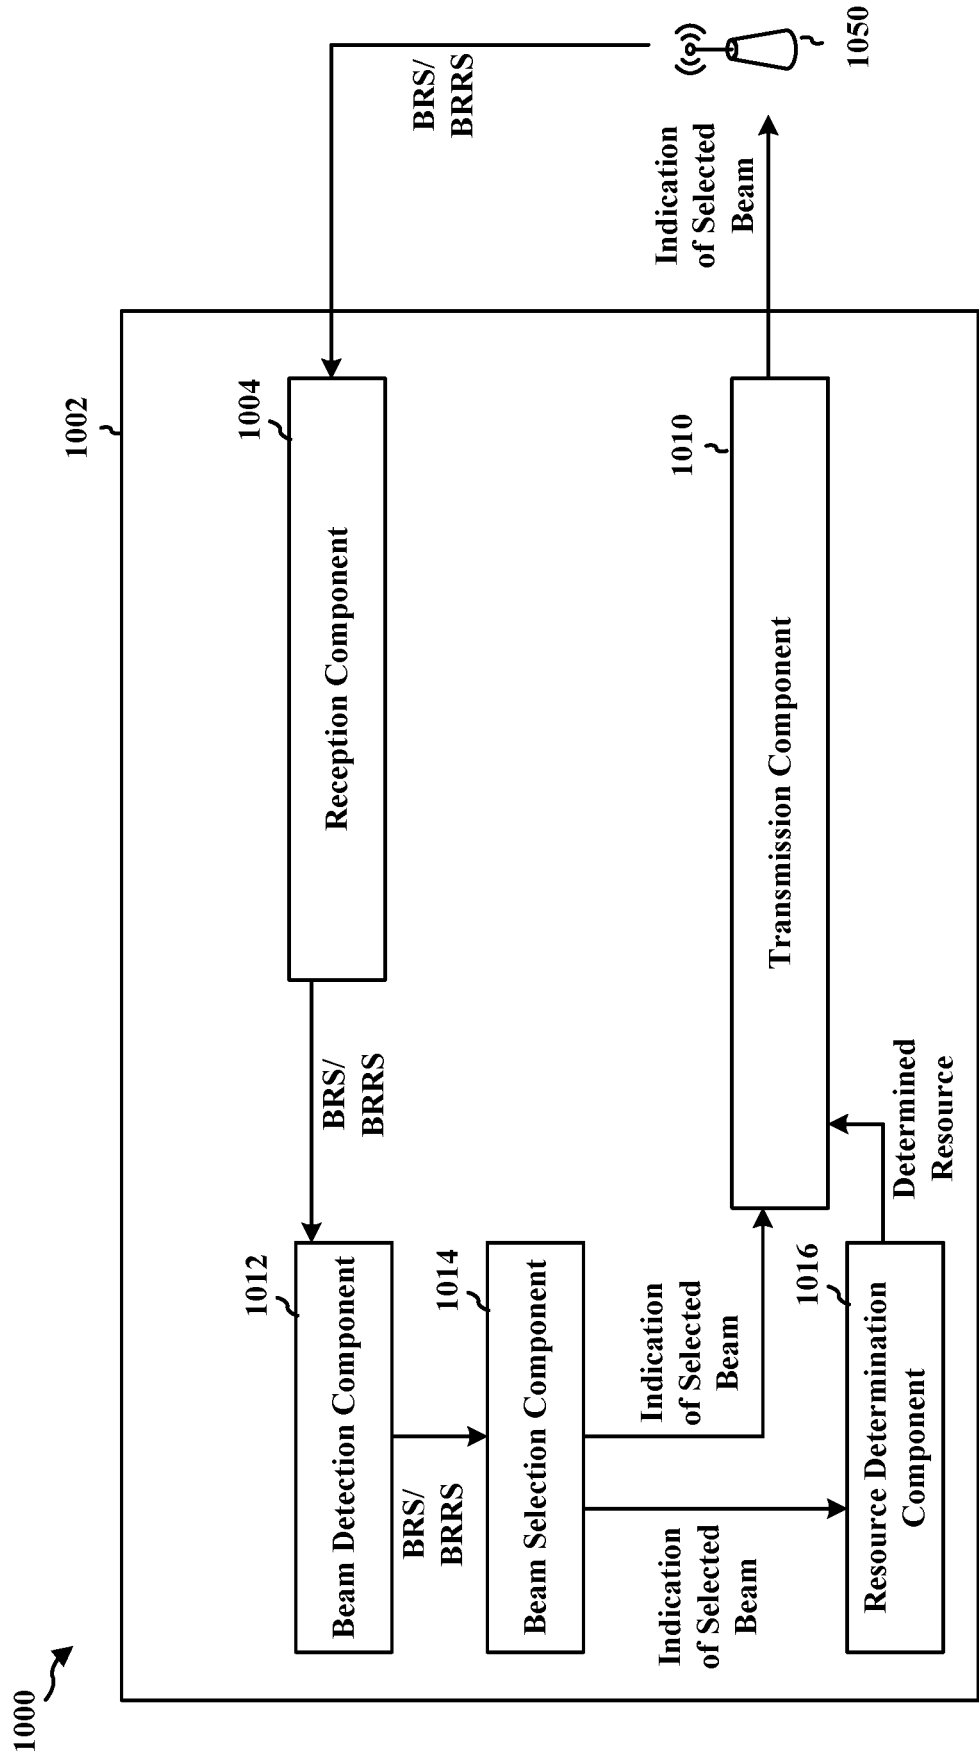 1000
1002
1004
Reception Component
BRS/
BRRS
1012
Beam Detection Component
BRS/
BRRS
BRS/
BRRS
1014
Beam Selection Component
Indication
of Selected
Beam
Indication
of Selected
Beam
1010
Transmission Component
Indication
of Selected
Beam
1050
1016
Resource Determination
Component
Determined
Resource